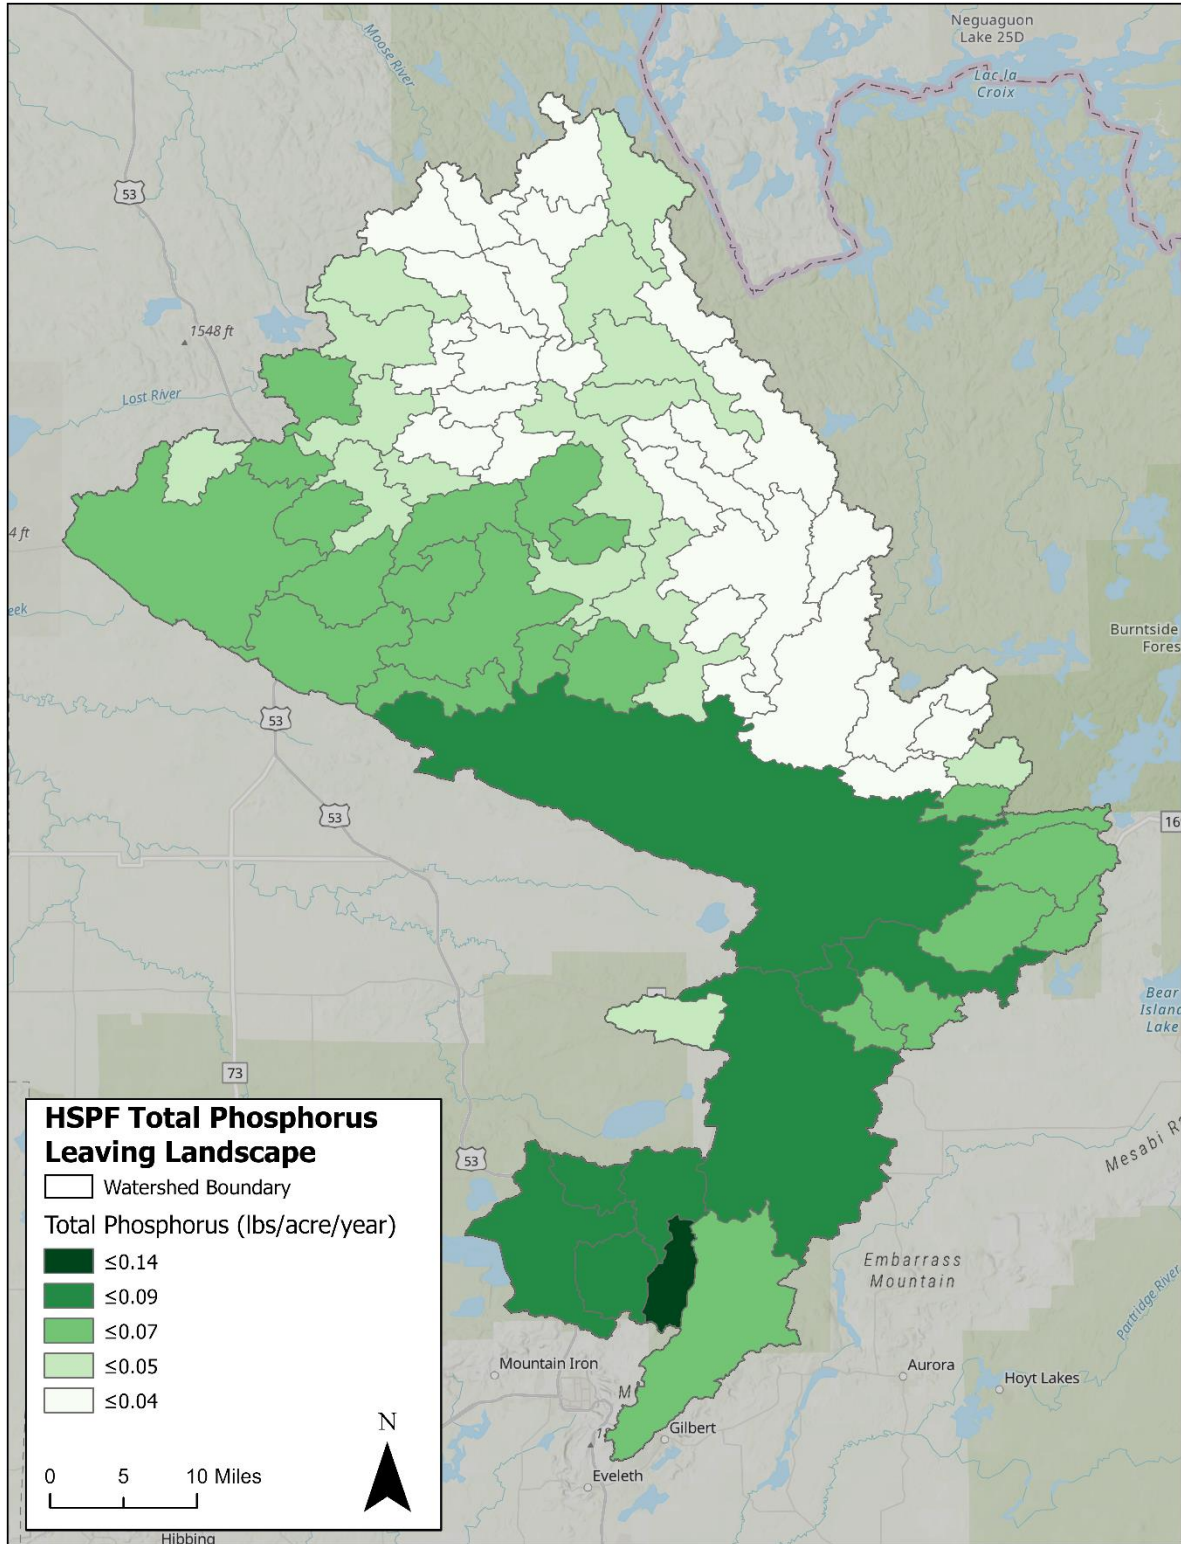 Neguaguon
Lake 25D
Moose River
Lac la
Croix
53
1548 ft
Lost River
4 ft
eek
Burntside
Fores
53
53
16
Bear
Island
Lake
73
Mesabi Ra
53
HSPF Total Phosphorus
Leaving Landscape
Watershed Boundary
Total Phosphorus (lbs/acre/year)
≤0.14
≤0.09
≤0.07
≤0.05
≤0.04
N
0 5 10 Miles
Embarrass
Mountain
Partridge River
Mountain Iron
Aurora
Hoyt Lakes
Gilbert
Eveleth
Hibbing